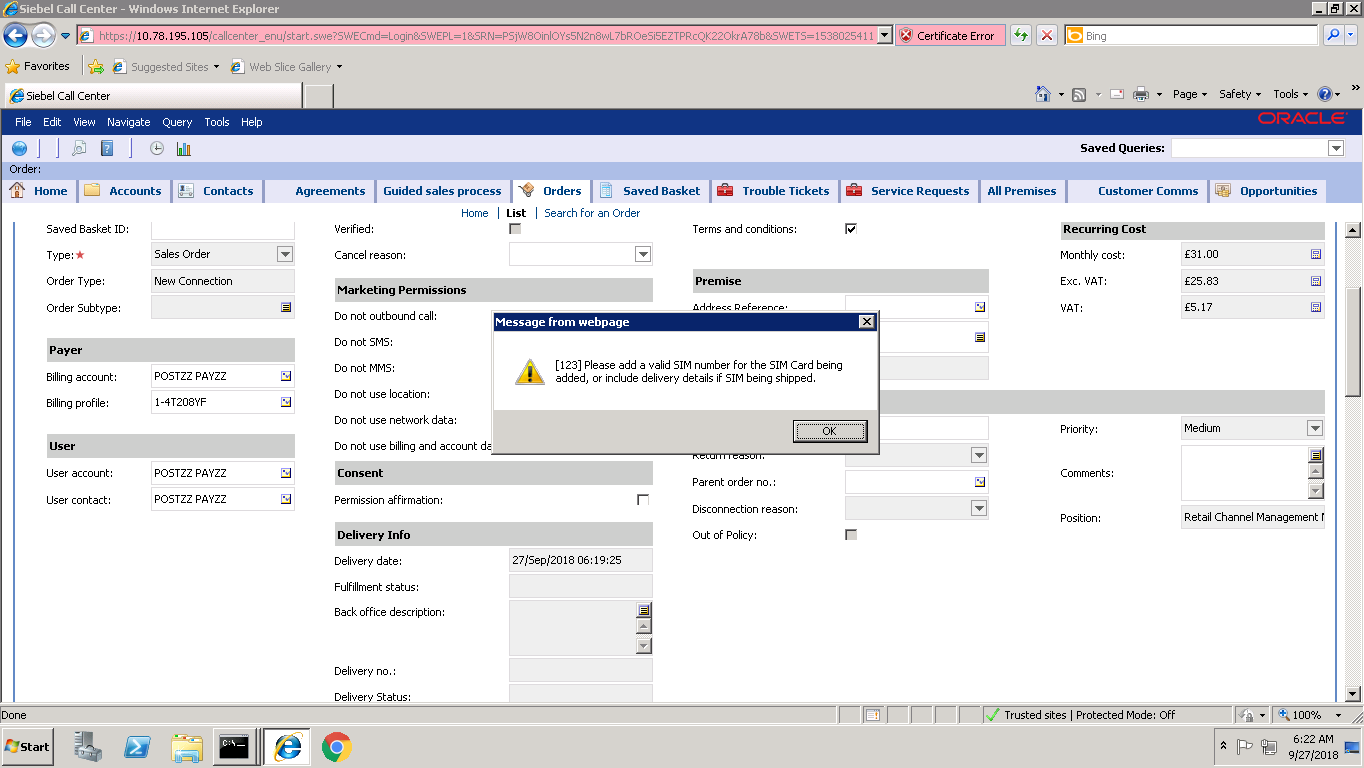 Siebel Call Center - Windows Internet Explorer
https://10.78.195.105/callcenter_enu/start.swe?SWECmd=Login&SWEPL=1&SRN= Certificate Error Bing
Favorites Suggested Sites Web Slice Gallery
Siebel Call Center Page Safety Tools
File Edit View Navigate Query Tools Help ORACLE
Saved Queries:
Order:
Home Accounts Contacts Agreements Guided sales process Orders Saved Basket Trouble Tickets Service Requests All Premises Customer Comms Opportunities
Home List Search for an Order
Saved Basket ID: Verified: Terms and conditions: Recurring Cost
Type: Sales Order Cancel reason: Monthly cost: £31.00
Order Type: New Connection Marketing Permissions Premise Exc. VAT: £25.83
Order Subtype: Do not outbound call: Address Reference: VAT: £5.17
Message from webpage
[123] Please add a valid SIM number for the SIM Card being
added, or include delivery details if SIM being shipped.
OK
Payer Do not SMS:
Billing account: POSTZZ PAYZZ Do not MMS:
Billing profile: 1-4T208YF Do not use location:
Do not use network data: Priority: Medium
User Do not use billing and account da
Return reason: Comments:
User account: POSTZZ PAYZZ Consent Parent order no.:
User contact: POSTZZ PAYZZ Permission affirmation: Disconnection reason: Position: Retail Channel Management
Delivery Info Out of Policy:
Delivery date: 27/Sep/2018 06:19:25
Fulfillment status:
Back office description:
Delivery no.:
Delivery Status:
Done Trusted sites | Protected Mode: Off 100%
Start 6:22 AM
9/27/2018